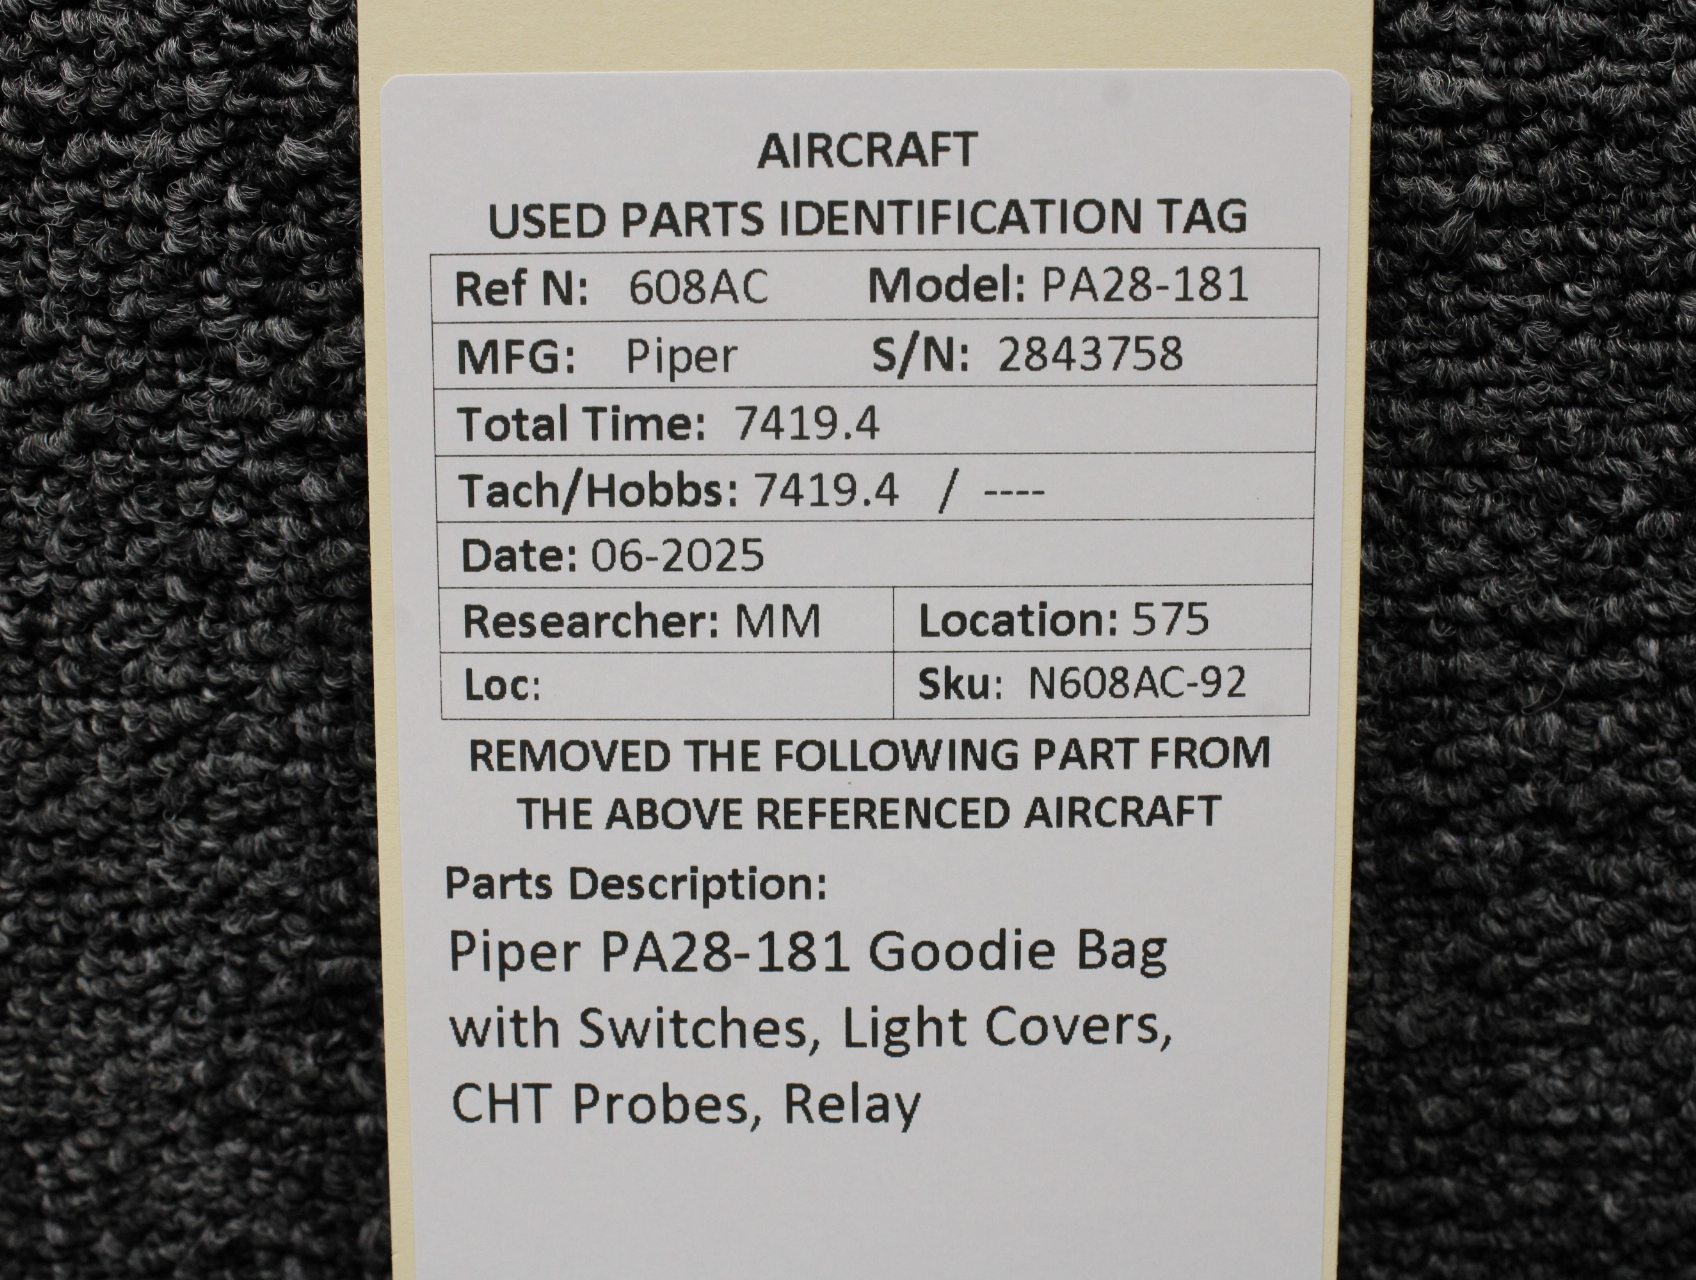 AIRCRAFT
USED PARTS IDENTIFICATION TAG
Ref N: 608AC Model: PA28-181
MFG: Piper S/N: 2843758
Total Time: 7419.4
Tach/Hobbs: 7419.4 / ----
Date: 06-2025
Researcher: MM Location: 575
Loc: Sku: N608AC-92
REMOVED THE FOLLOWING PART FROM
THE ABOVE REFERENCED AIRCRAFT
Parts Description:
Piper PA28-181 Goodie Bag
with Switches, Light Covers,
CHT Probes, Relay